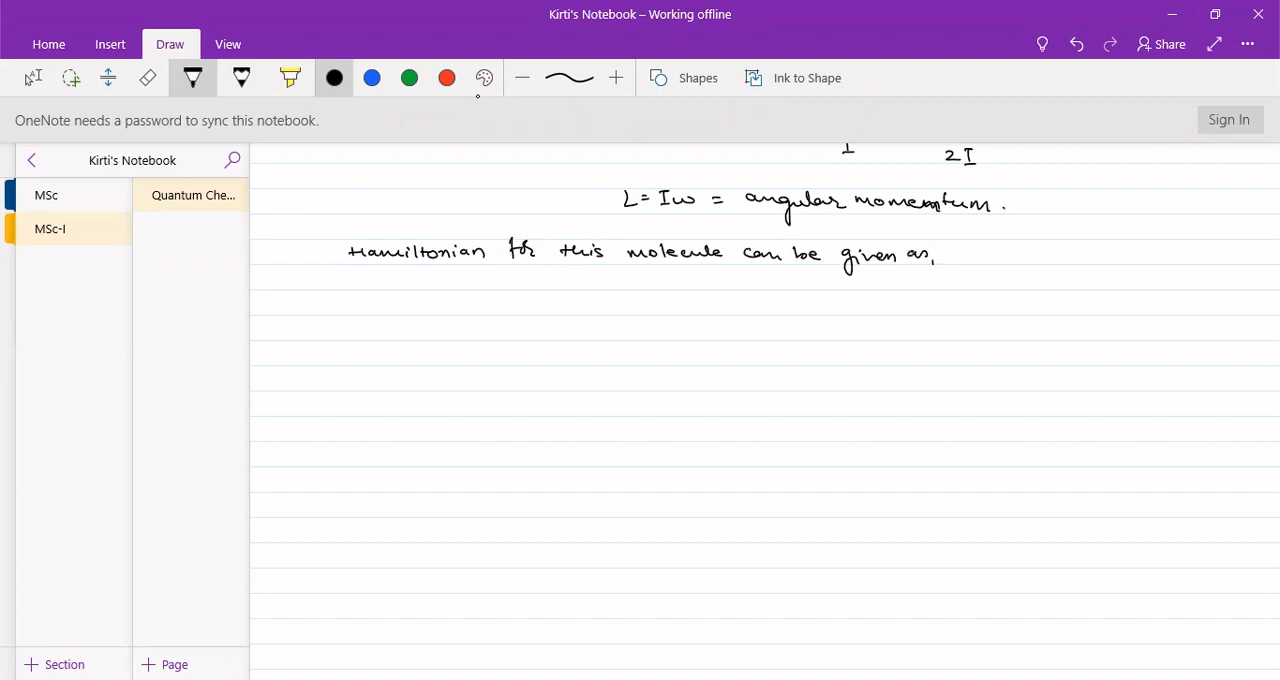 Kirti's Notebook – Working offline
Home Insert Draw View Share
Shapes Ink to Shape
OneNote needs a password to sync this notebook. Sign In
Kirti's Notebook
MSc Quantum Che...
MSc-I
I 2I
L = Iω = angular momentum.
Hamiltonian for this molecule can be given as,
+ Section + Page